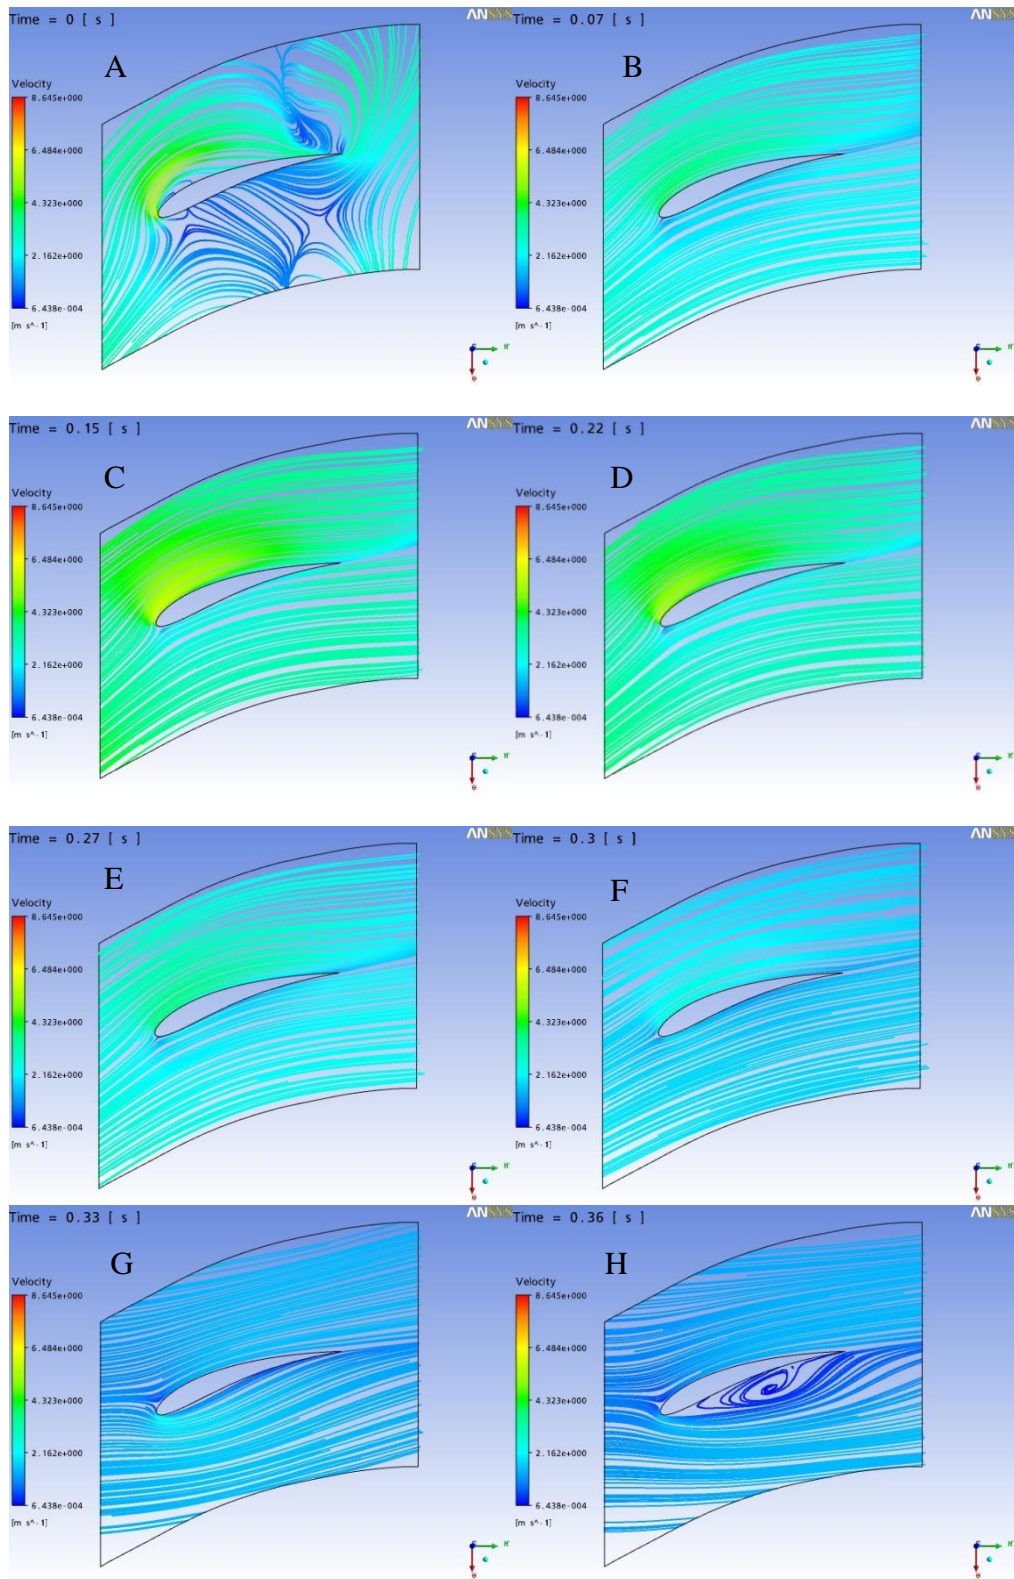 Time = 0 [ s ]
ANSYS
A
Velocity
8.645e+000
6.484e+000
4.323e+000
2.162e+000
6.438e-004
[m s^-1]
Time = 0.07 [ s ]
ANSYS
B
Velocity
8.645e+000
6.484e+000
4.323e+000
2.162e+000
6.438e-004
[m s^-1]
Time = 0.15 [ s ]
ANSYS
C
Velocity
8.645e+000
6.484e+000
4.323e+000
2.162e+000
6.438e-004
[m s^-1]
Time = 0.22 [ s ]
ANSYS
D
Velocity
8.645e+000
6.484e+000
4.323e+000
2.162e+000
6.438e-004
[m s^-1]
Time = 0.27 [ s ]
ANSYS
E
Velocity
8.645e+000
6.484e+000
4.323e+000
2.162e+000
6.438e-004
[m s^-1]
Time = 0.3 [ s ]
ANSYS
F
Velocity
8.645e+000
6.484e+000
4.323e+000
2.162e+000
6.438e-004
[m s^-1]
Time = 0.33 [ s ]
ANSYS
G
Velocity
8.645e+000
6.484e+000
4.323e+000
2.162e+000
6.438e-004
[m s^-1]
Time = 0.36 [ s ]
ANSYS
H
Velocity
8.645e+000
6.484e+000
4.323e+000
2.162e+000
6.438e-004
[m s^-1]